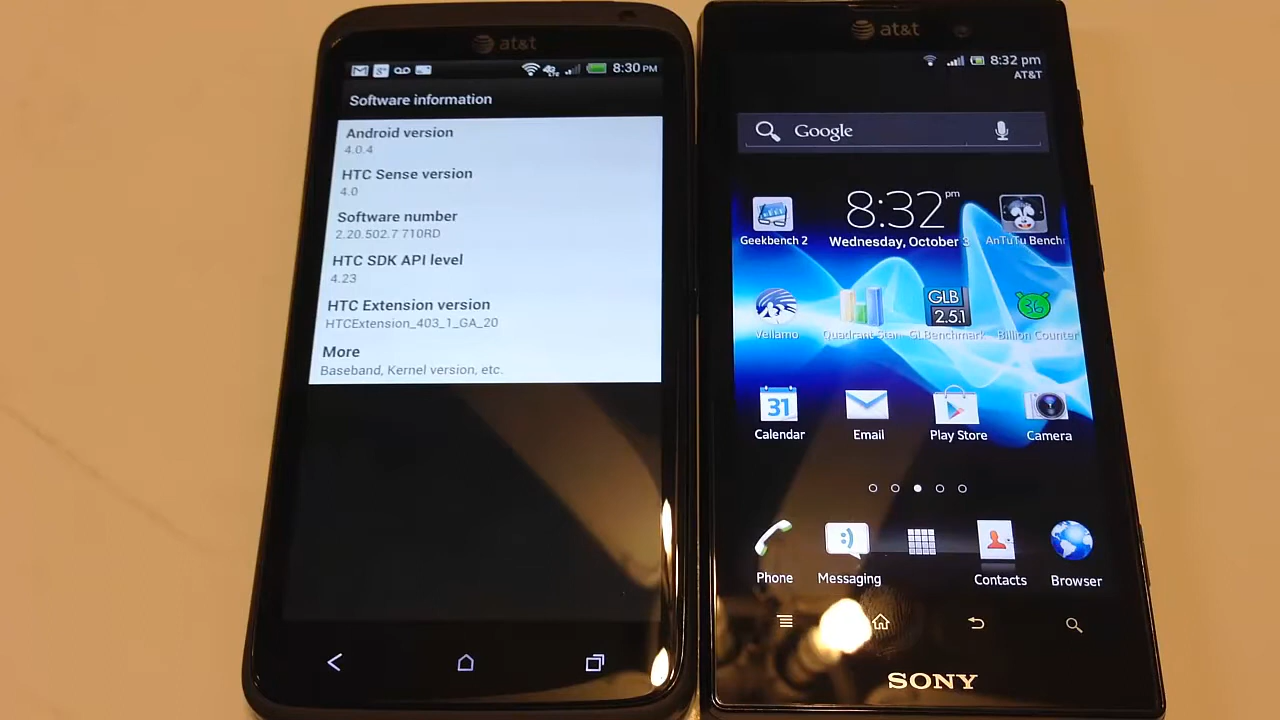 at&t
8:30 PM
Software information
Android version
4.0.4
HTC Sense version
4.0
Software number
2.20.502.7 710RD
HTC SDK API level
4.23
HTC Extension version
HTCExtension_403_1_GA_20
More
Baseband, Kernel version, etc.
at&t
8:32 pm
AT&T
Google
8:32 pm
Wednesday, October 3
Geekbench 2
AnTuTu Bench
Vellamo
Quadrant Stan
GLB
2.5.1
GLBenchmark
36
Billion Counter
31
Calendar
Email
Play Store
Camera
Phone
:)
Messaging
Contacts
Browser
SONY